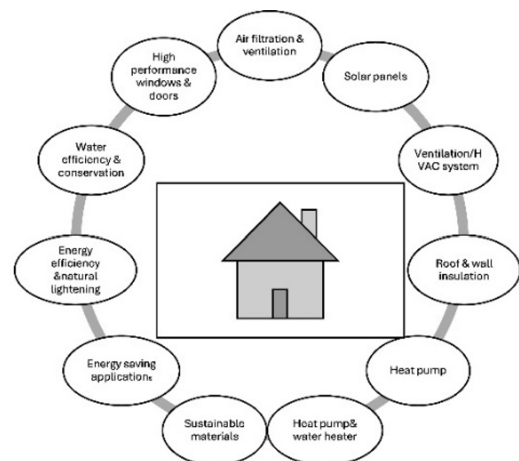 Air filtration &
ventilation
Solar panels
Ventilation/H
VAC system
Roof & wall
insulation
Heat pump
Heat pump&
water heater
Sustainable
materials
Energy saving
applications
Energy
efficiency
&natural
lightening
Water
efficiency &
conservation
High
performance
windows &
doors